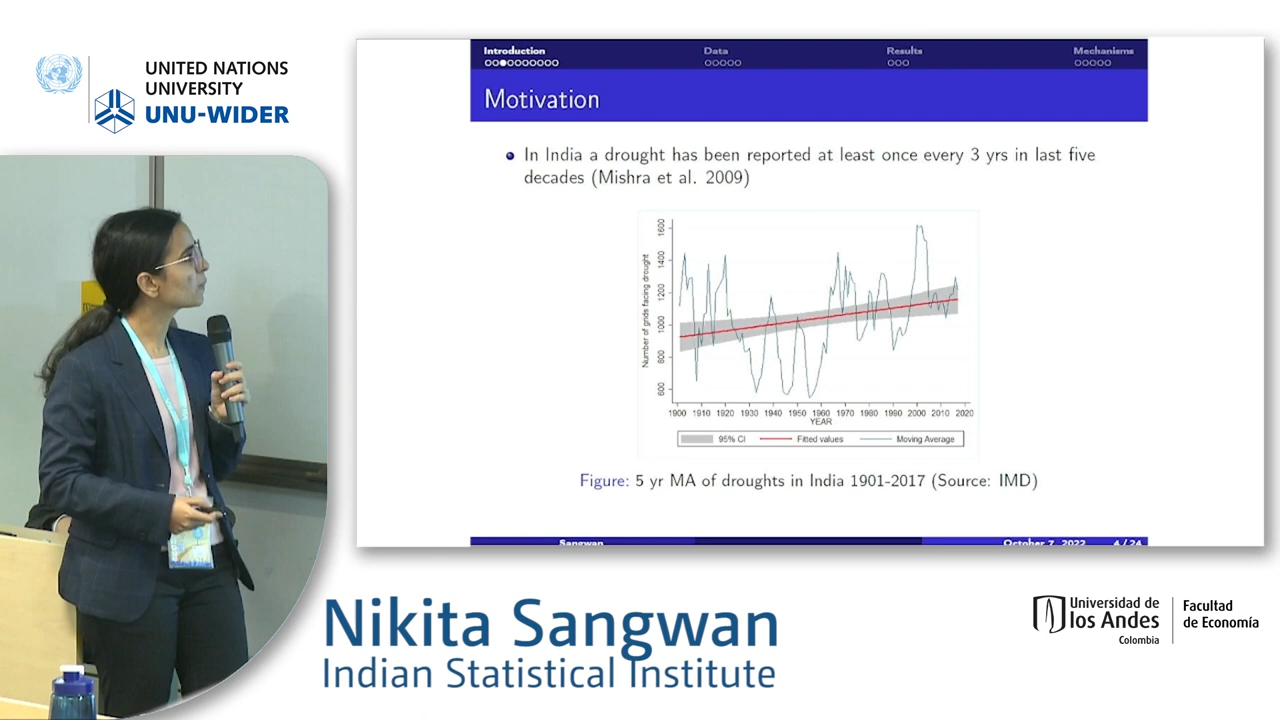 UNITED NATIONS
UNIVERSITY
UNU-WIDER
Introduction
Data
Results
Mechanisms
Motivation
In India a drought has been reported at least once every 3 yrs in last five
decades (Mishra et al. 2009)
Number of grids facing drought
1600
1400
1200
1000
800
600
1900 1910 1920 1930 1940 1950 1960 1970 1980 1990 2000 2010 2020
YEAR
95% CI Fitted values Moving Average
Figure: 5 yr MA of droughts in India 1901-2017 (Source: IMD)
Sangwan
October 7, 2022 4 / 24
Nikita Sangwan
Indian Statistical Institute
Universidad de
los Andes
Colombia
Facultad
de Economía